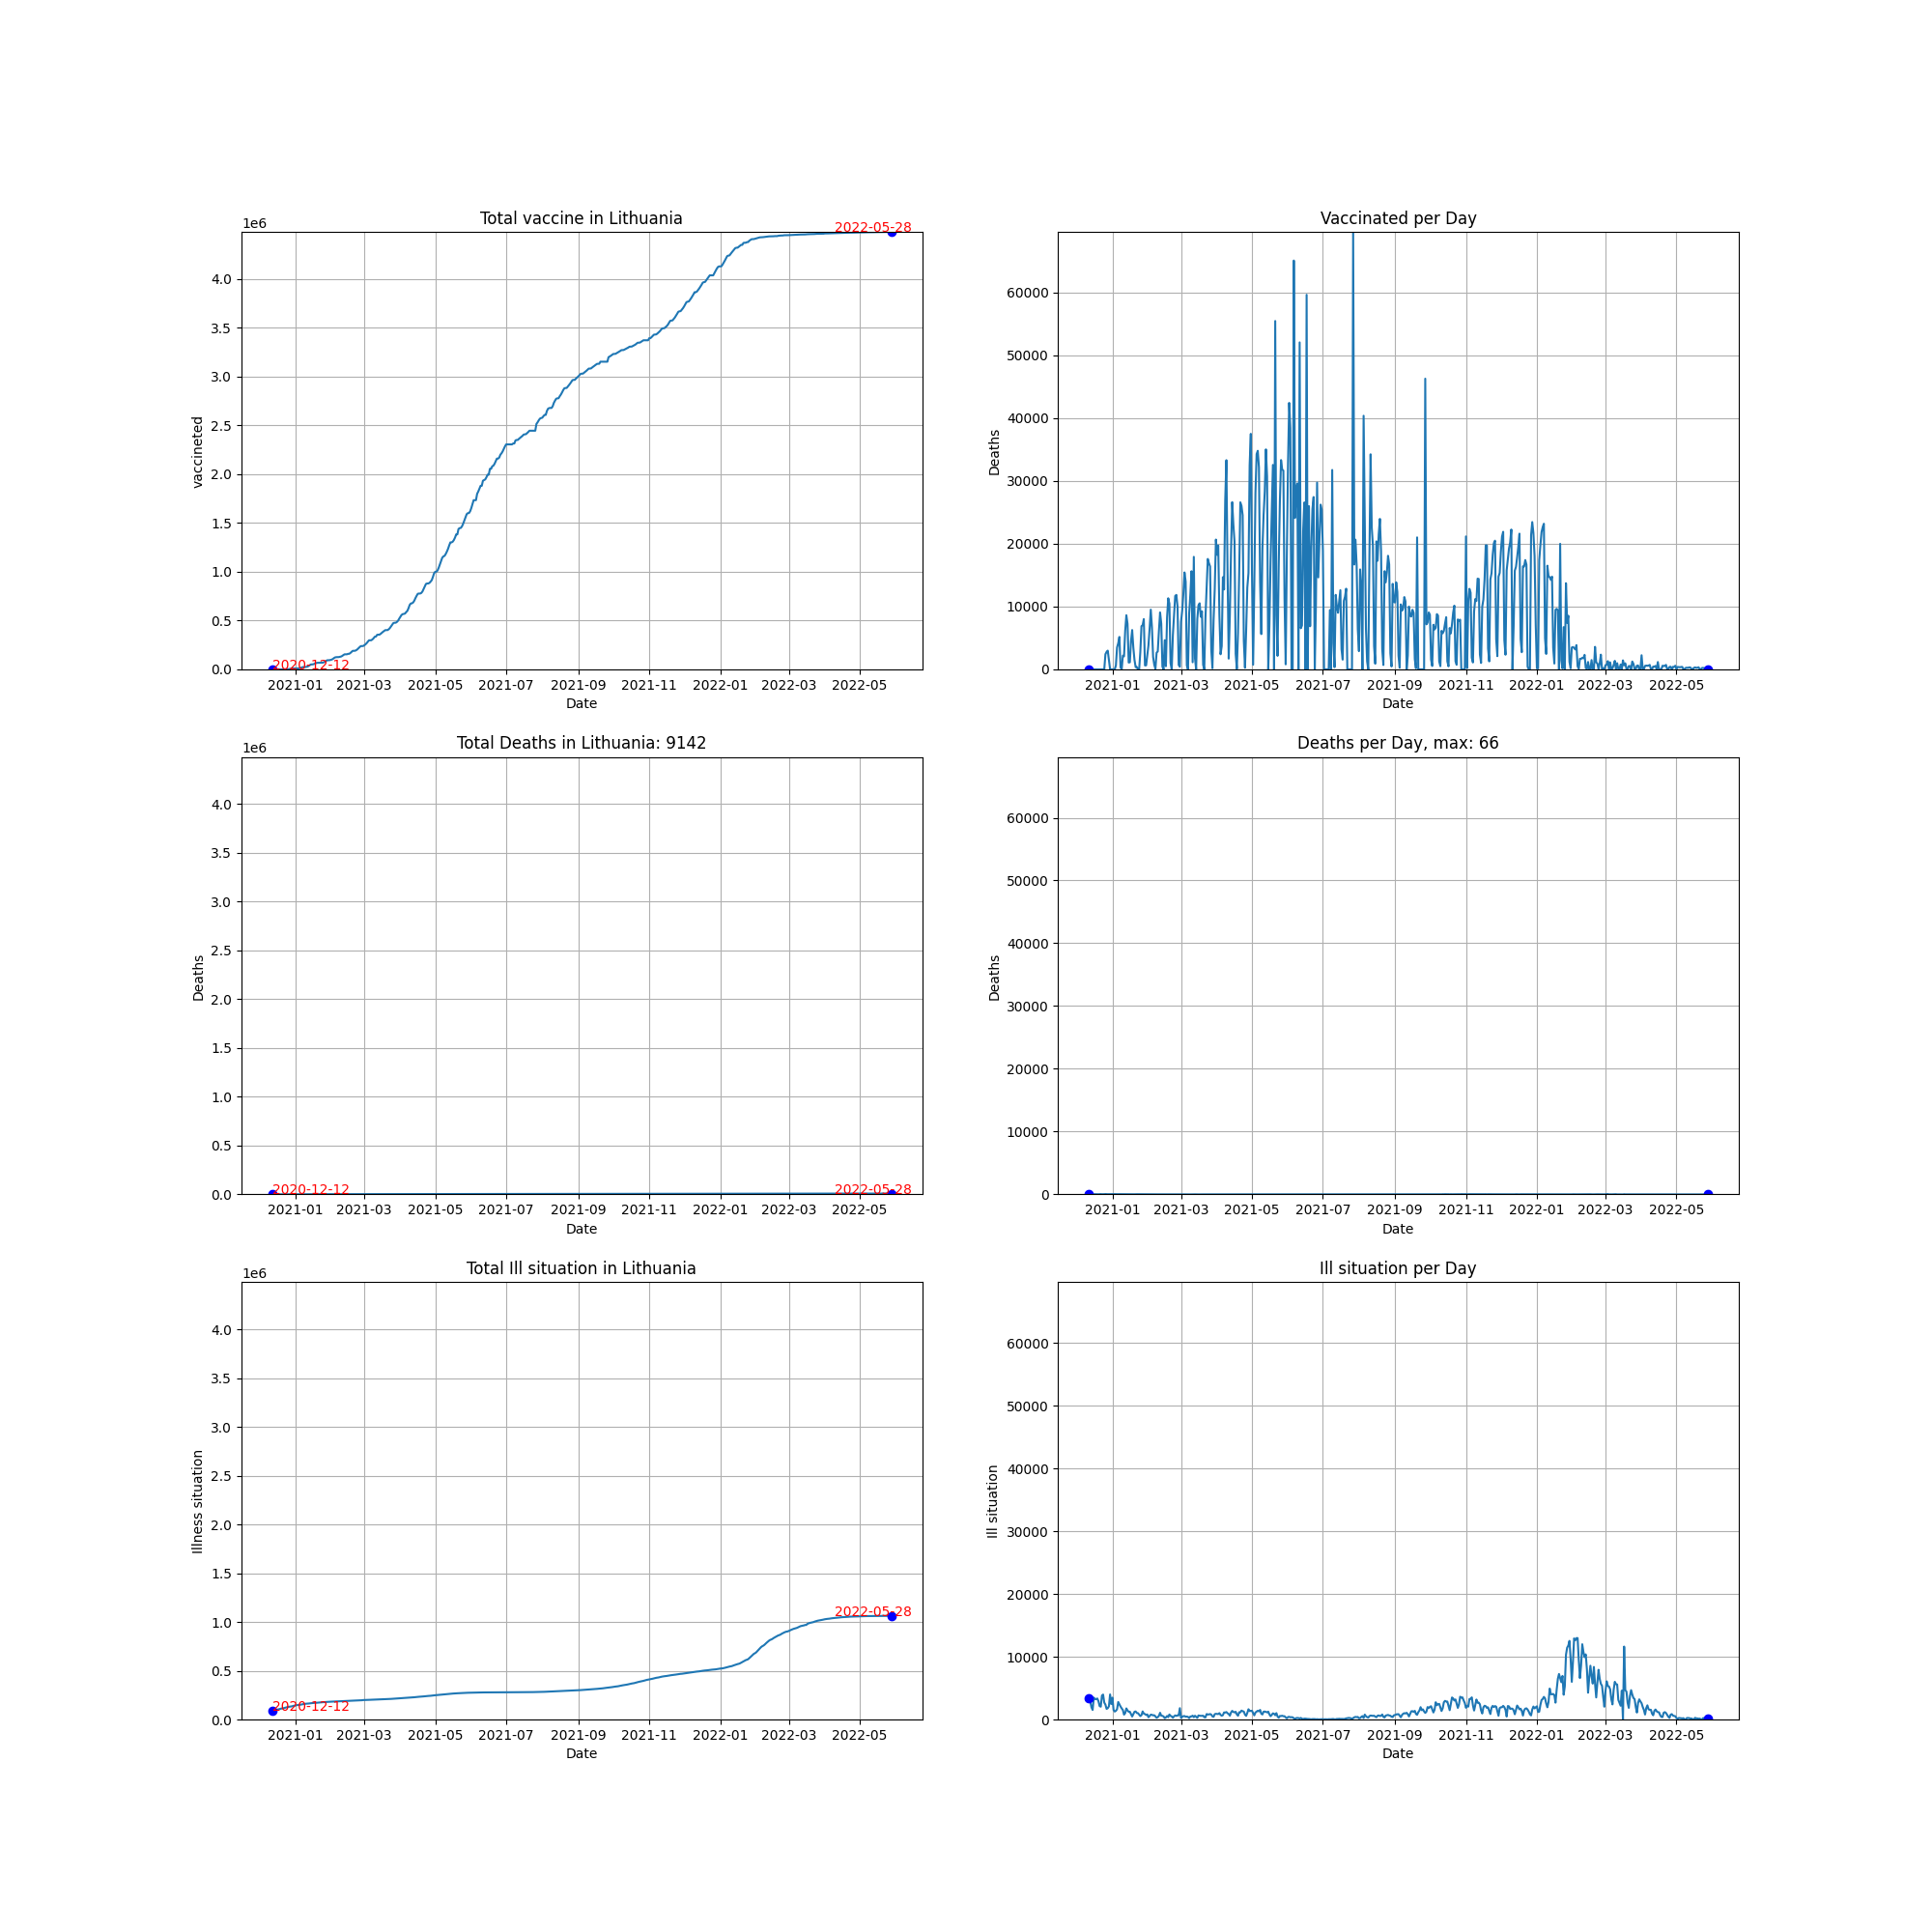 Total vaccine in Lithuania
1e6
vaccineted
4.0
3.5
3.0
2.5
2.0
1.5
1.0
0.5
0.0
2020-12-12
2022-05-28
2021-01 2021-03 2021-05 2021-07 2021-09 2021-11 2022-01 2022-03 2022-05
Date
Vaccinated per Day
Deaths
60000
50000
40000
30000
20000
10000
0
2021-01 2021-03 2021-05 2021-07 2021-09 2021-11 2022-01 2022-03 2022-05
Date
Total Deaths in Lithuania: 9142
1e6
Deaths
4.0
3.5
3.0
2.5
2.0
1.5
1.0
0.5
0.0
2020-12-12
2022-05-28
2021-01 2021-03 2021-05 2021-07 2021-09 2021-11 2022-01 2022-03 2022-05
Date
Deaths per Day, max: 66
Deaths
60000
50000
40000
30000
20000
10000
0
2021-01 2021-03 2021-05 2021-07 2021-09 2021-11 2022-01 2022-03 2022-05
Date
Total Ill situation in Lithuania
1e6
Illness situation
4.0
3.5
3.0
2.5
2.0
1.5
1.0
0.5
0.0
2020-12-12
2022-05-28
2021-01 2021-03 2021-05 2021-07 2021-09 2021-11 2022-01 2022-03 2022-05
Date
Ill situation per Day
Ill situation
60000
50000
40000
30000
20000
10000
0
2021-01 2021-03 2021-05 2021-07 2021-09 2021-11 2022-01 2022-03 2022-05
Date